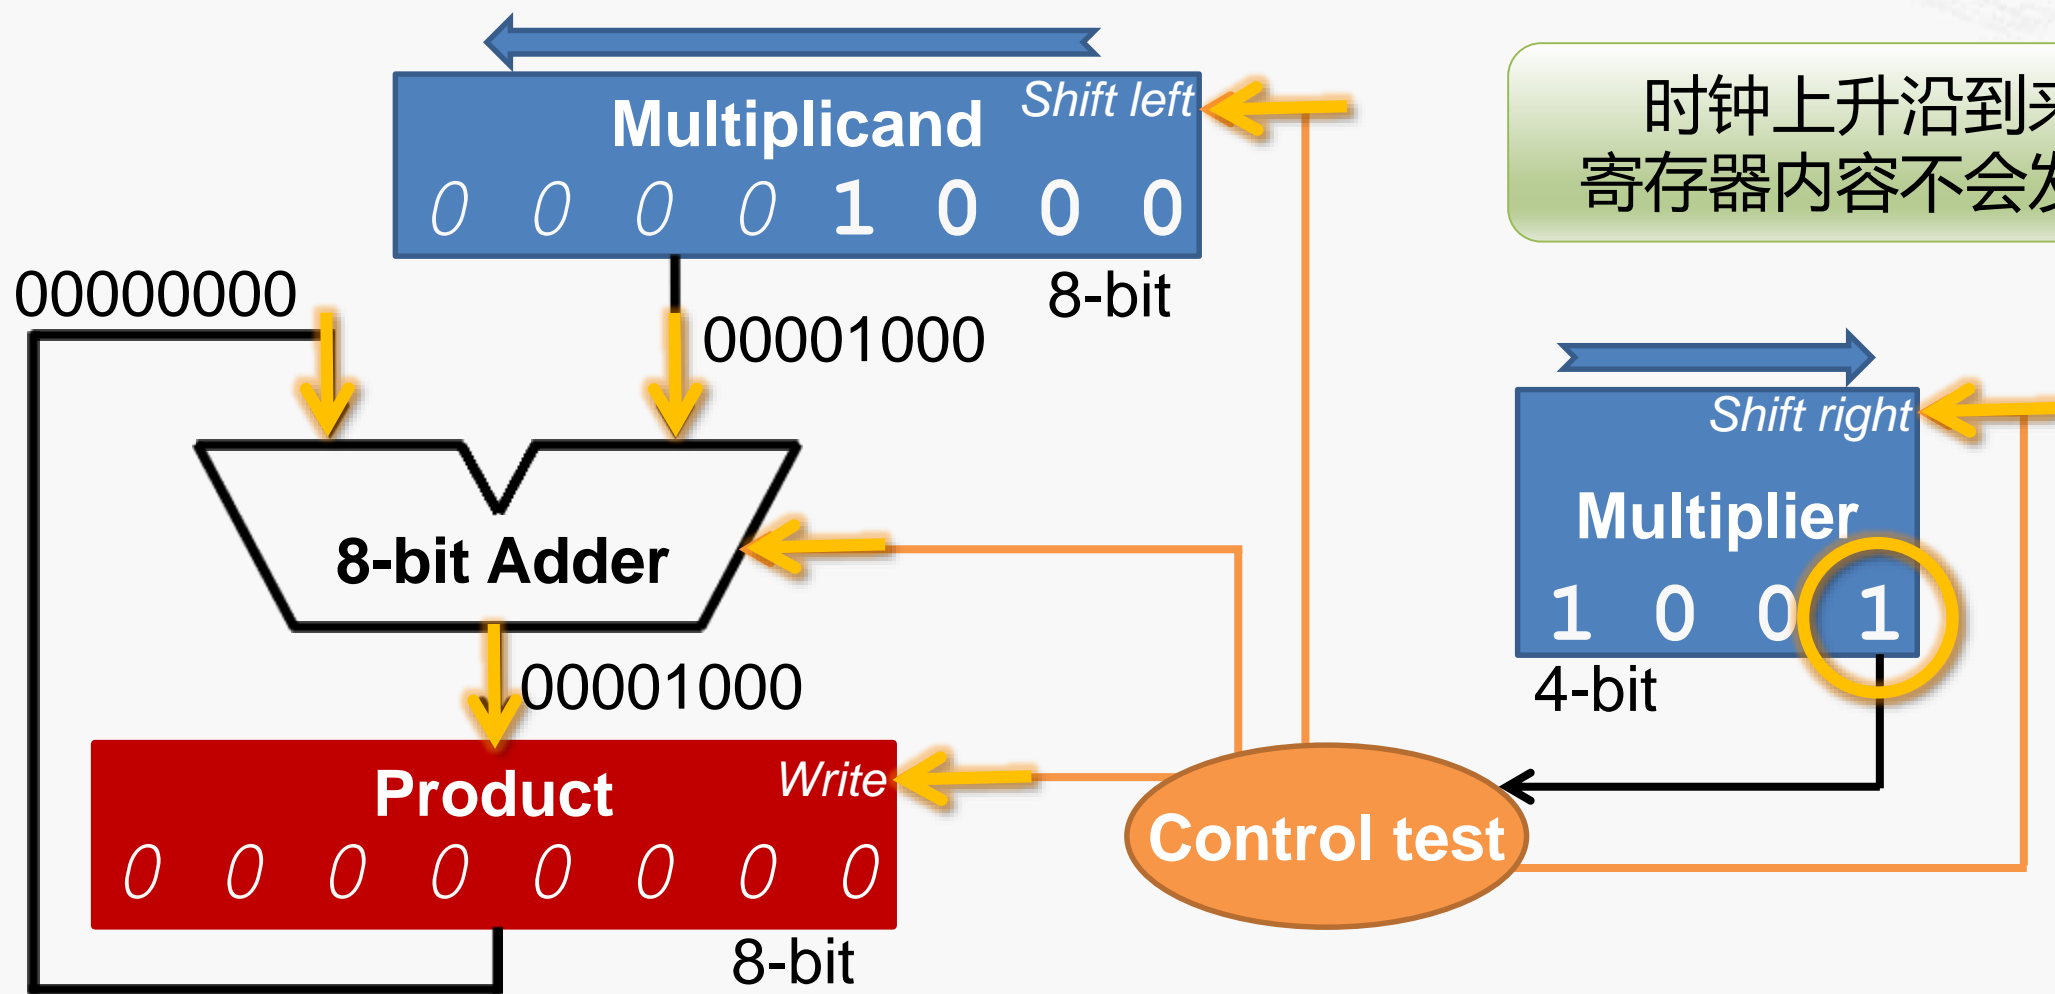 Shift left
Multiplicand
0 0 0 0 1 0 0 0
8-bit
时钟上升沿到
寄存器内容不会
00000000
00001000
Shift right
Multiplier
1 0 0 1
4-bit
8-bit Adder
00001000
Product
Write
0 0 0 0 0 0 0 0
8-bit
Control test